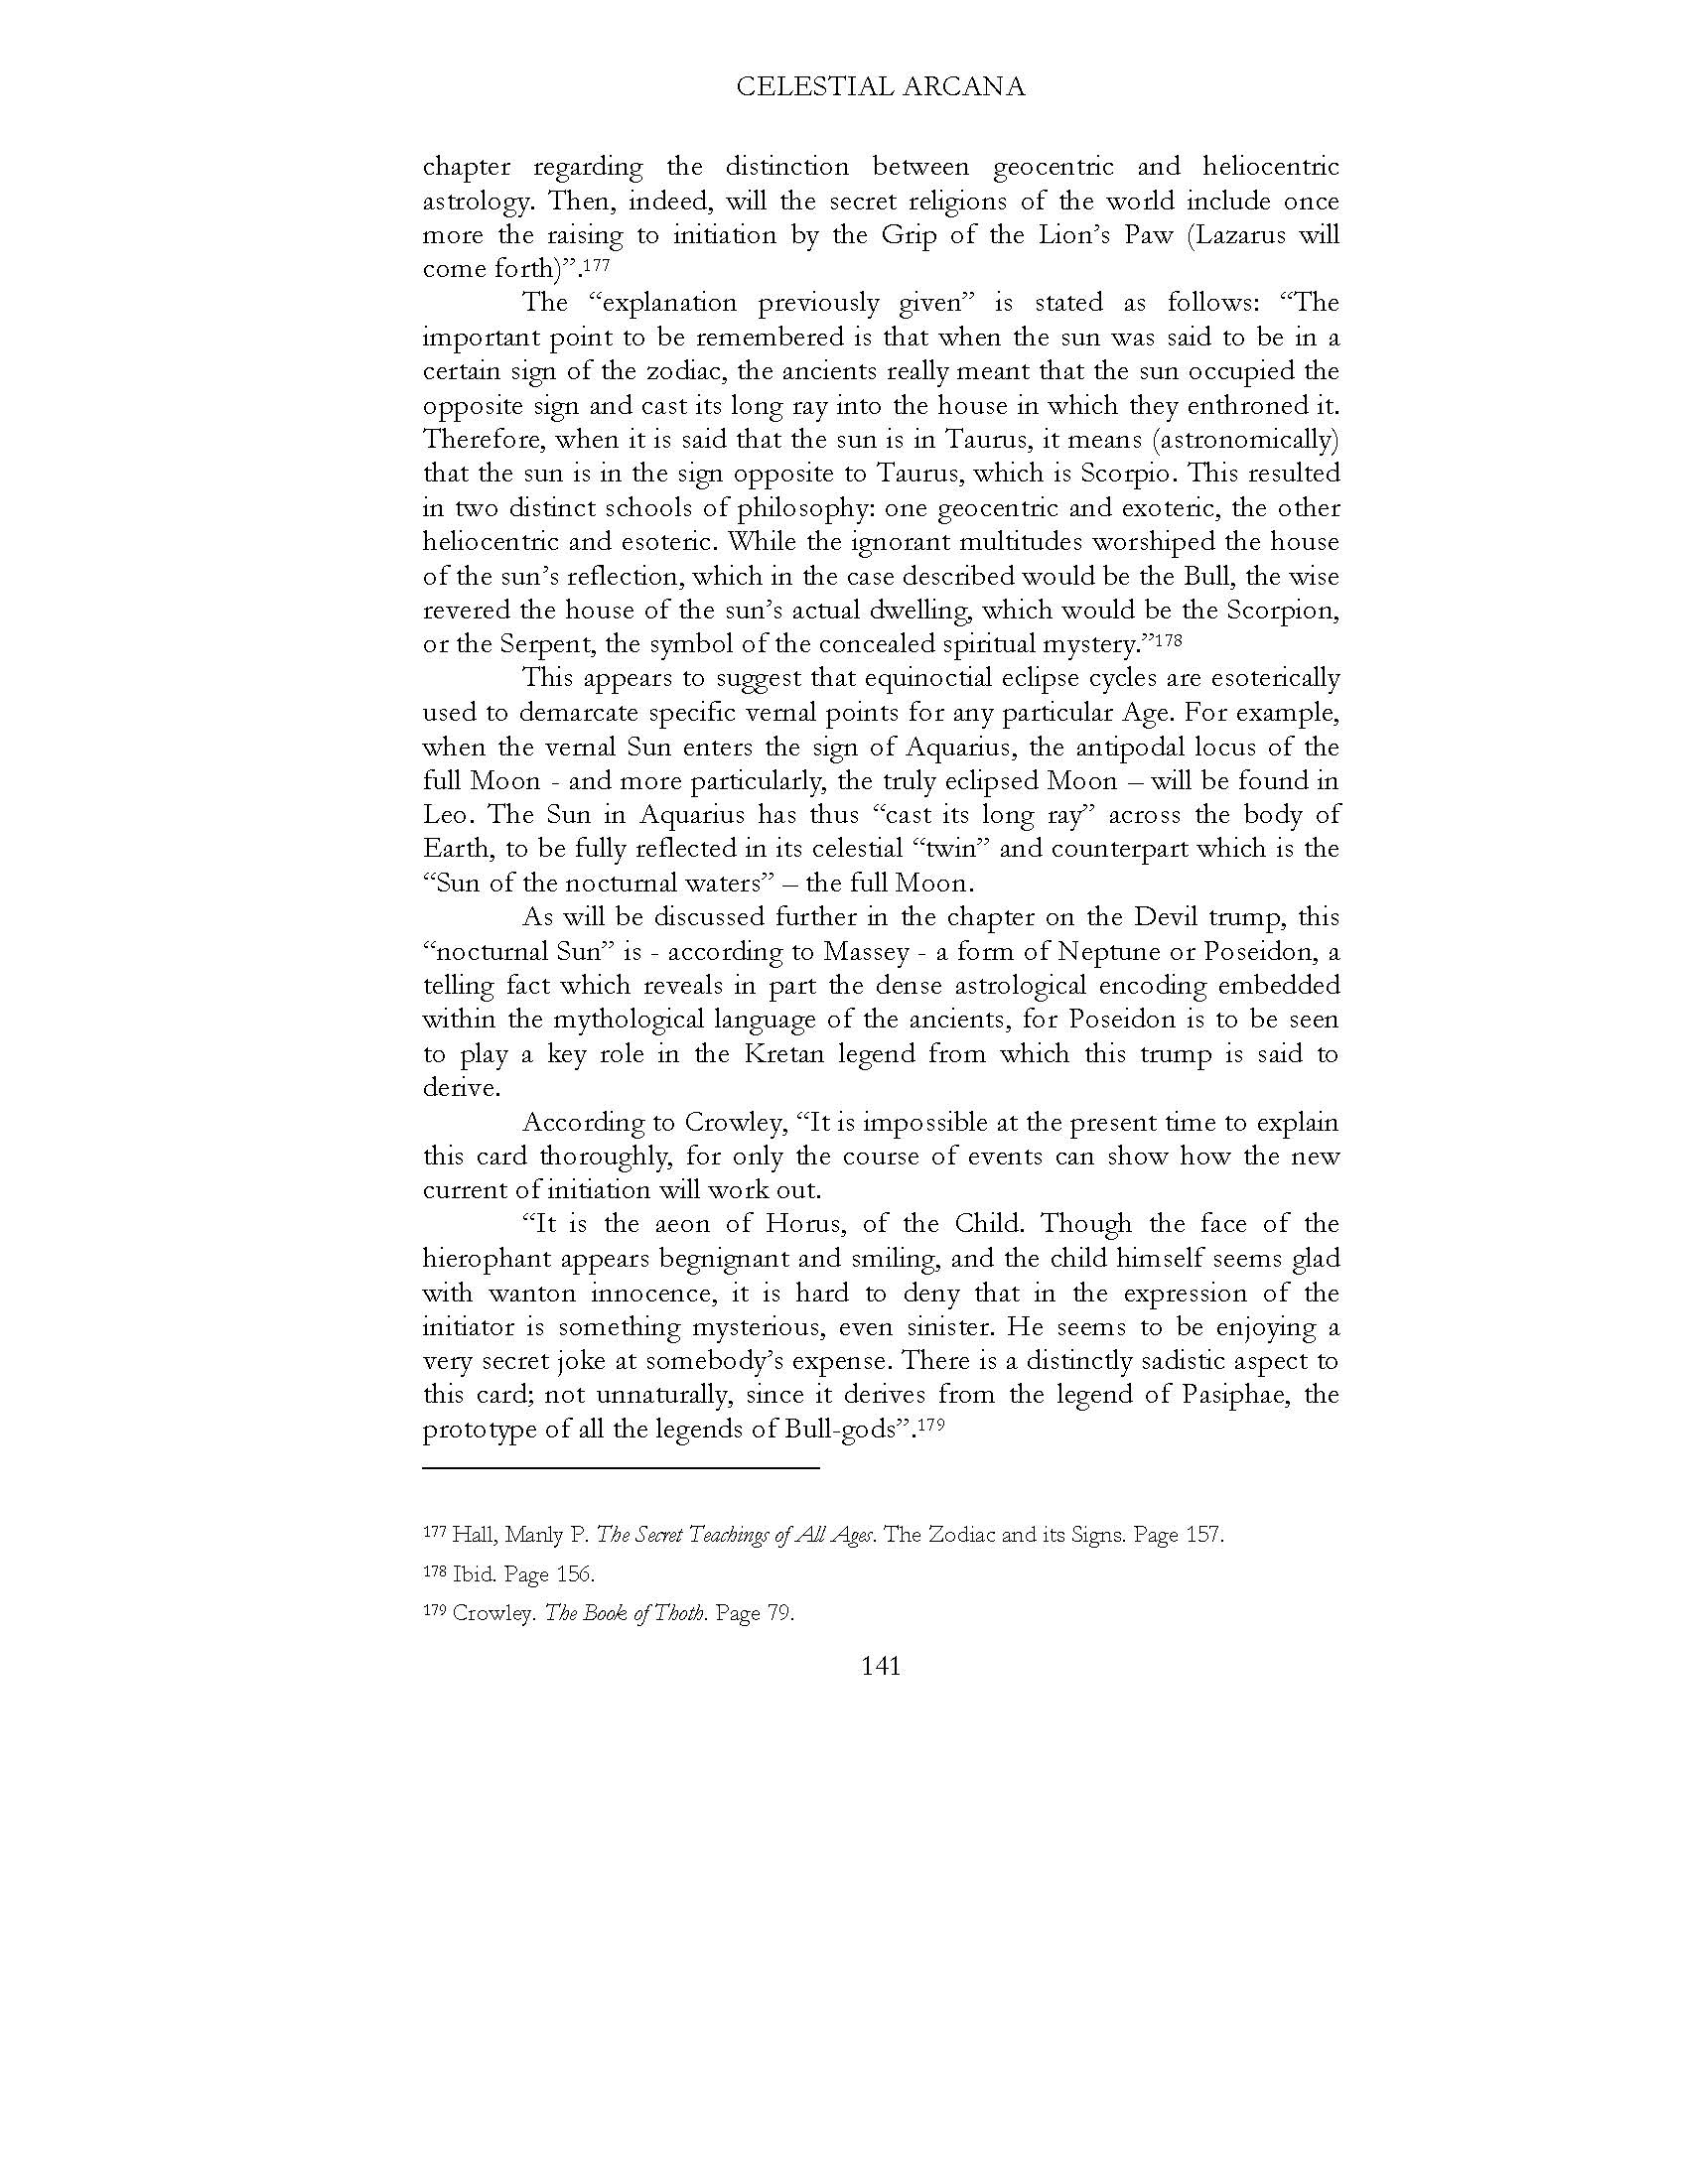 CELESTIAL ARCANA
chapter regarding the distinction between geocentric and heliocentric
astrology. Then, indeed, will the secret religions of the world include once
more the raising to initiation by the Grip of the Lion’s Paw (Lazarus will
come forth)”.177
The “explanation previously given” is stated as follows: “The
important point to be remembered is that when the sun was said to be in a
certain sign of the zodiac, the ancients really meant that the sun occupied the
opposite sign and cast its long ray into the house in which they enthroned it.
Therefore, when it is said that the sun is in Taurus, it means (astronomically)
that the sun is in the sign opposite to Taurus, which is Scorpio. This resulted
in two distinct schools of philosophy: one geocentric and exoteric, the other
heliocentric and esoteric. While the ignorant multitudes worshiped the house
of the sun’s reflection, which in the case described would be the Bull, the wise
revered the house of the sun’s actual dwelling, which would be the Scorpion,
or the Serpent, the symbol of the concealed spiritual mystery.”178
This appears to suggest that equinoctial eclipse cycles are esoterically
used to demarcate specific vernal points for any particular Age. For example,
when the vernal Sun enters the sign of Aquarius, the antipodal locus of the
full Moon - and more particularly, the truly eclipsed Moon – will be found in
Leo. The Sun in Aquarius has thus “cast its long ray” across the body of
Earth, to be fully reflected in its celestial “twin” and counterpart which is the
“Sun of the nocturnal waters” – the full Moon.
As will be discussed further in the chapter on the Devil trump, this
“nocturnal Sun” is - according to Massey - a form of Neptune or Poseidon, a
telling fact which reveals in part the dense astrological encoding embedded
within the mythological language of the ancients, for Poseidon is to be seen
to play a key role in the Kretan legend from which this trump is said to
derive.
According to Crowley, “It is impossible at the present time to explain
this card thoroughly, for only the course of events can show how the new
current of initiation will work out.
“It is the aeon of Horus, of the Child. Though the face of the
hierophant appears begnignant and smiling, and the child himself seems glad
with wanton innocence, it is hard to deny that in the expression of the
initiator is something mysterious, even sinister. He seems to be enjoying a
very secret joke at somebody’s expense. There is a distinctly sadistic aspect to
this card; not unnaturally, since it derives from the legend of Pasiphae, the
prototype of all the legends of Bull-gods”.179
177 Hall, Manly P. The Secret Teachings of All Ages. The Zodiac and its Signs. Page 157.
178 Ibid. Page 156.
179 Crowley. The Book of Thoth. Page 79.
141